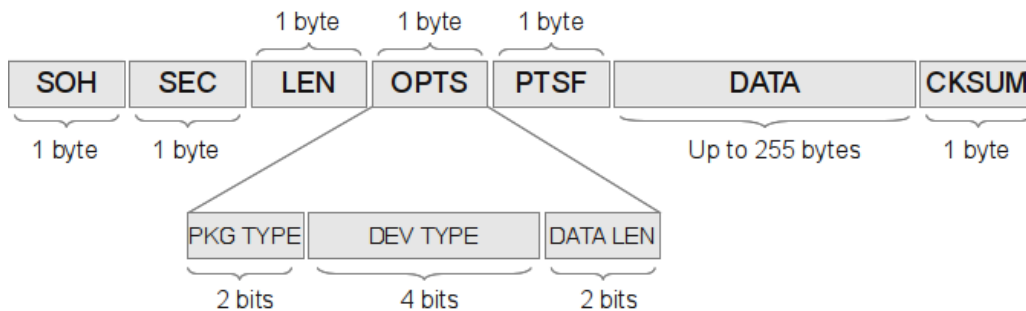 1 byte 1 byte 1 byte
SOH SEC LEN OPTS PTSF DATA CKSUM
1 byte 1 byte Up to 255 bytes 1 byte
PKG TYPE DEV TYPE DATA LEN
2 bits 4 bits 2 bits